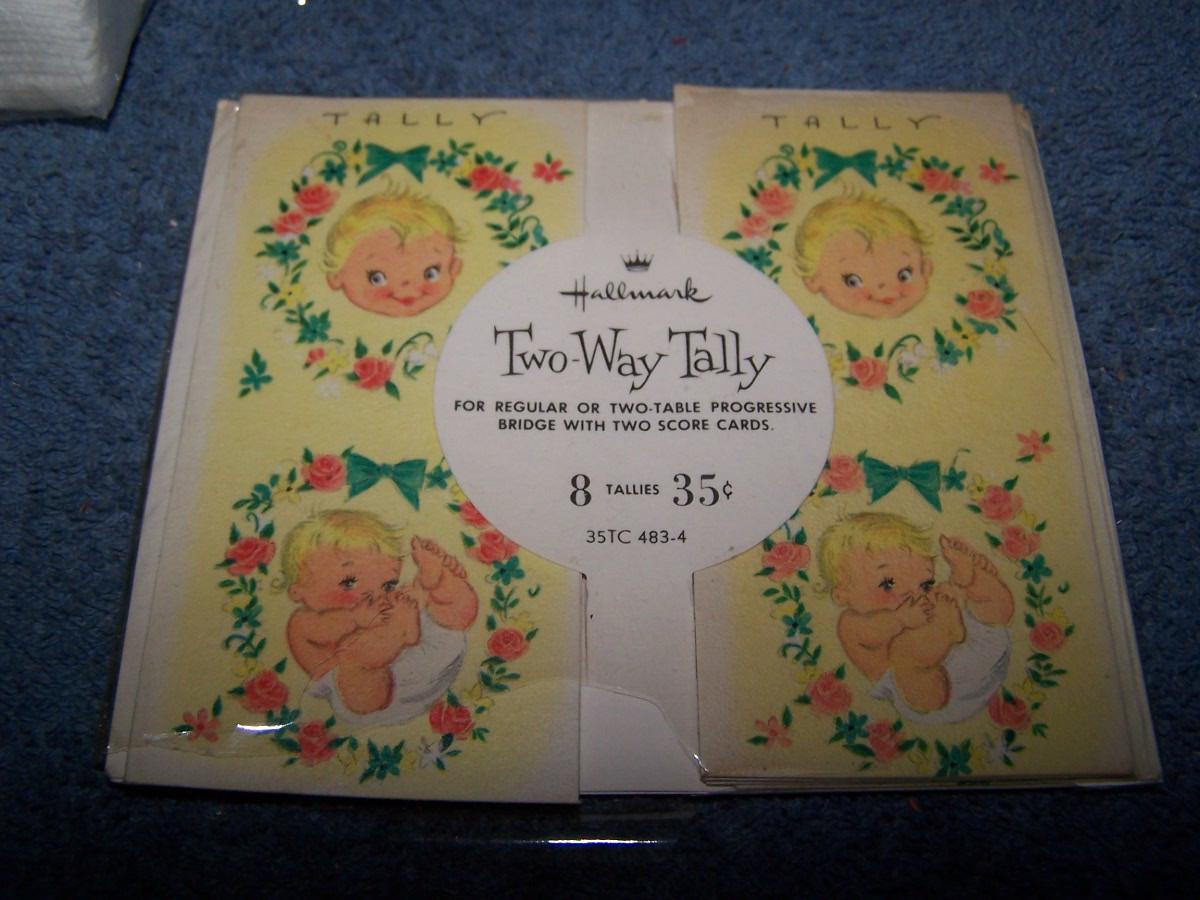 TALLY
TALLY
Hallmark
Two-Way Tally
FOR REGULAR OR TWO-TABLE PROGRESSIVE
BRIDGE WITH TWO SCORE CARDS.
8 TALLIES 35¢
35TC 483-4